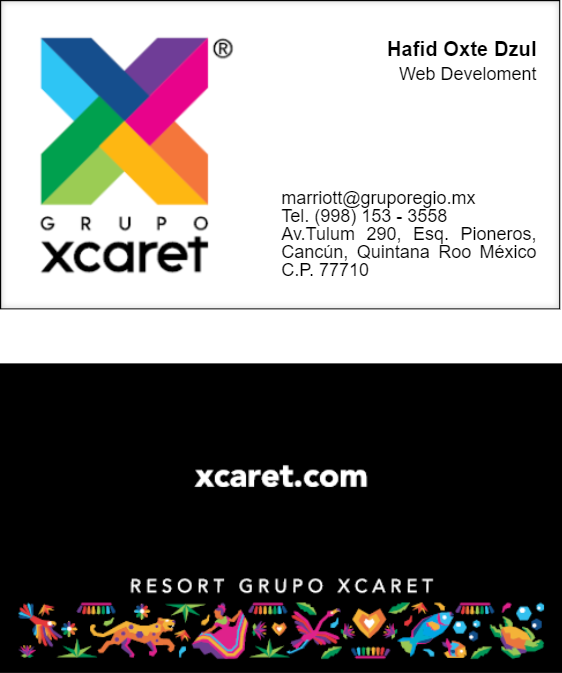 ®
GRUPO
xcaret
Hafid Oxte Dzul
Web Develoment
marriott@gruporegio.mx
Tel. (998) 153 - 3558
Av.Tulum 290, Esq. Pioneros,
Cancún, Quintana Roo México
C.P. 77710
xcaret.com
RESORT GRUPO XCARET